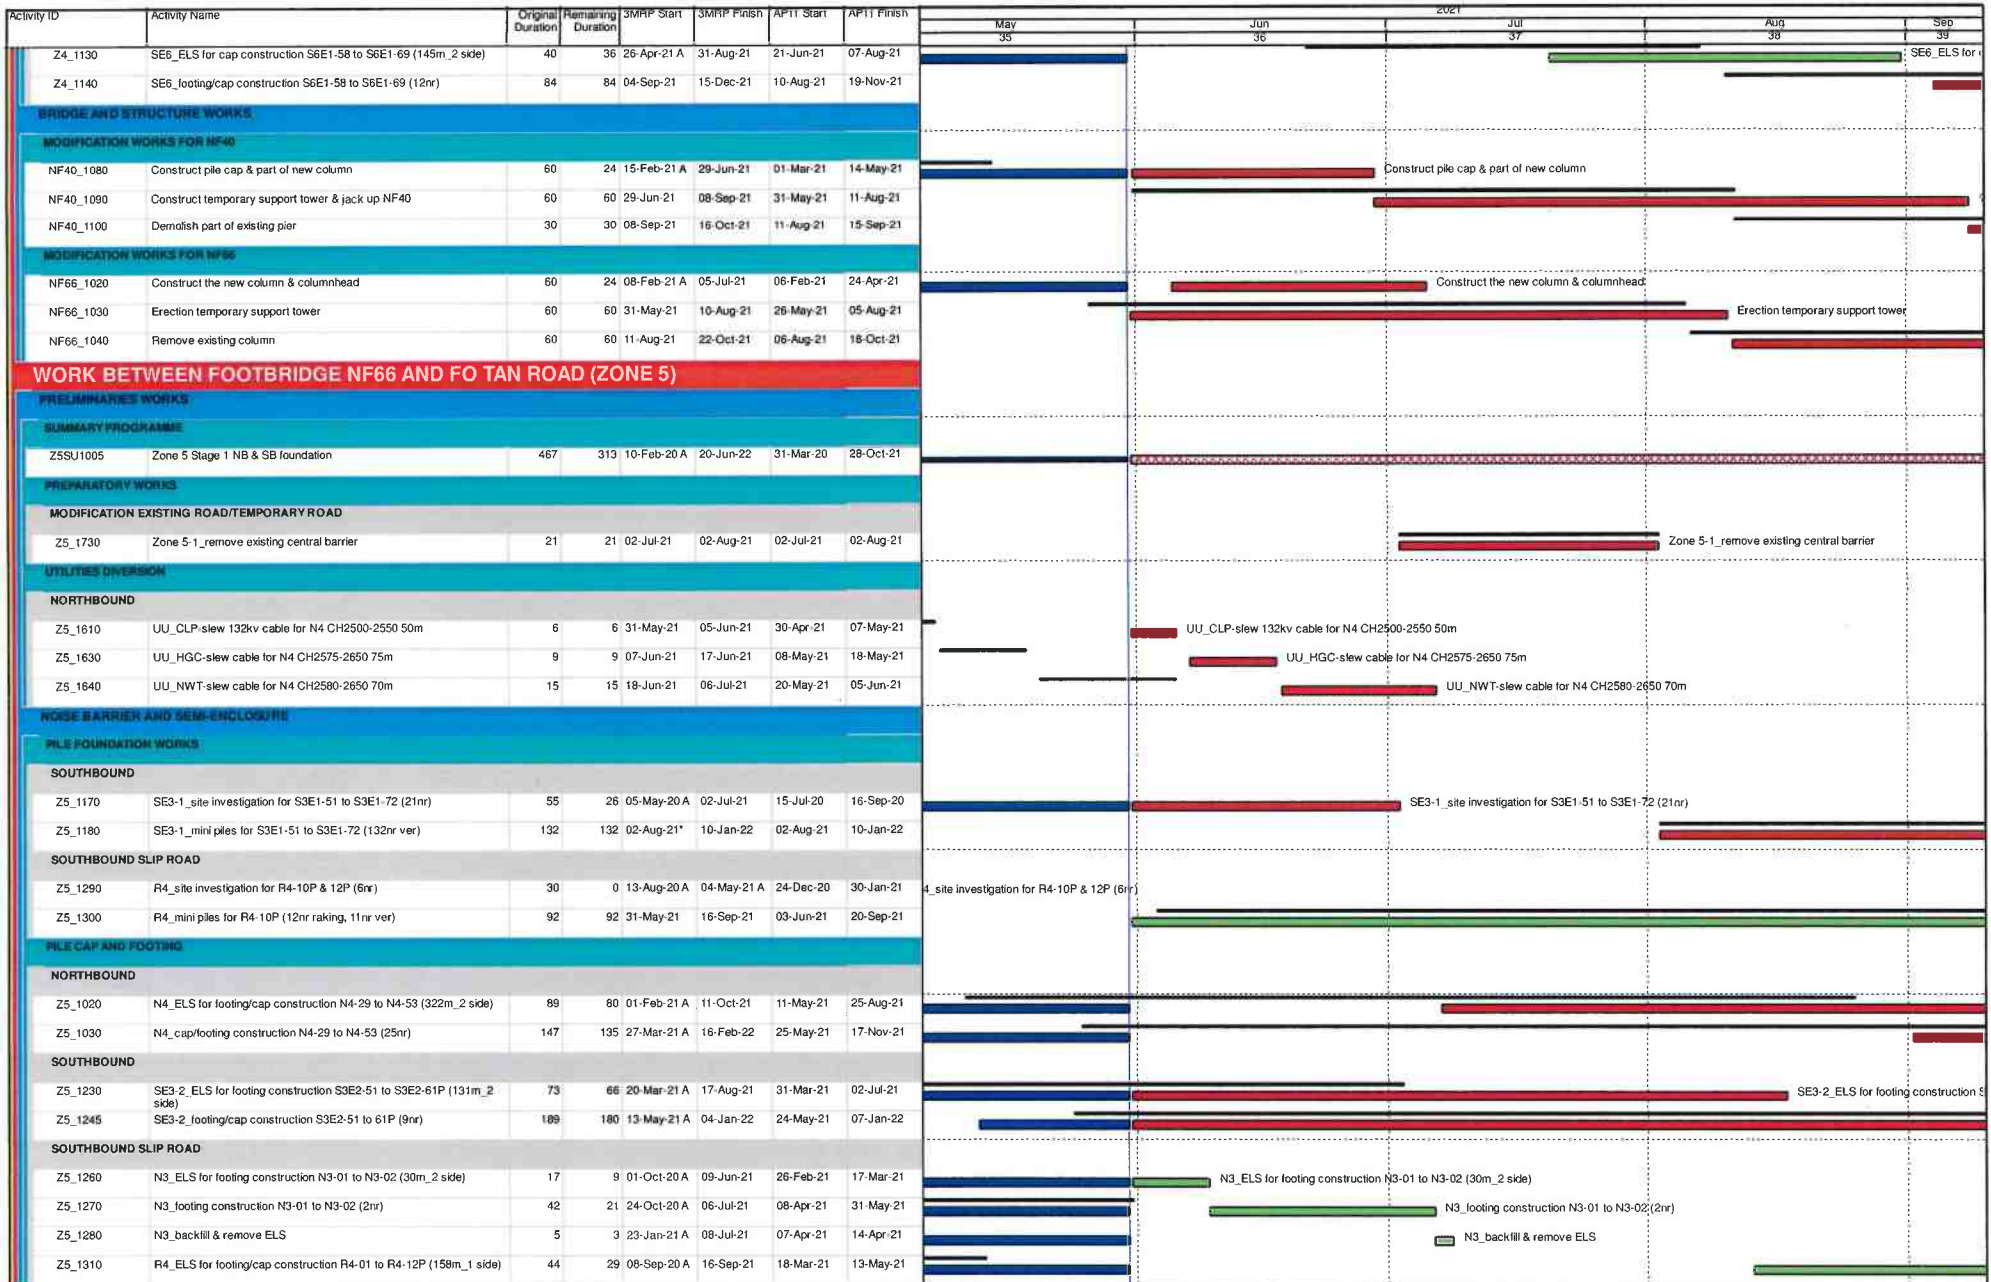 Activity ID Activity Name Original Duration Remaining Duration 3MRP Start 3MRP Finish AP11 Start AP11 Finish 2021
May Jun Jul Aug Sep
35 36 37 38 39
Z4_1130 SE6_ELS for cap construction S6E1-58 to S6E1-69 (145m_2 side) 40 36 26-Apr-21 A 31-Aug-21 21-Jun-21 07-Aug-21 SE6_ELS for
Z4_1140 SE6_footing/cap construction S6E1-58 to S6E1-69 (12nr) 84 84 04-Sep-21 15-Dec-21 10-Aug-21 19-Nov-21
BRIDGE AND STRUCTURE WORKS
MODIFICATION WORKS FOR NF40
NF40_1080 Construct pile cap & part of new column 60 24 15-Feb-21 A 29-Jun-21 01-Mar-21 14-May-21 Construct pile cap & part of new column
NF40_1090 Construct temporary support tower & jack up NF40 60 60 29-Jun-21 08-Sep-21 31-May-21 11-Aug-21
NF40_1100 Demolish part of existing pier 30 30 08-Sep-21 16-Oct-21 11-Aug-21 15-Sep-21
MODIFICATION WORKS FOR NF66
NF66_1020 Construct the new column & columnhead 60 24 08-Feb-21 A 05-Jul-21 06-Feb-21 24-Apr-21 Construct the new column & columnhead
NF66_1030 Erection temporary support tower 60 60 31-May-21 10-Aug-21 26-May-21 05-Aug-21 Erection temporary support tower
NF66_1040 Remove existing column 60 60 11-Aug-21 22-Oct-21 06-Aug-21 18-Oct-21
WORK BETWEEN FOOTBRIDGE NF66 AND FO TAN ROAD (ZONE 5)
PRELIMINARIES WORKS
SUMMARY PROGRAMME
Z5SU1005 Zone 5 Stage 1 NB & SB foundation 467 313 10-Feb-20 A 20-Jun-22 31-Mar-20 28-Oct-21
PREPARATORY WORKS
MODIFICATION EXISTING ROAD/TEMPORARY ROAD
Z5_1730 Zone 5-1_remove existing central barrier 21 21 02-Jul-21 02-Aug-21 02-Jul-21 02-Aug-21 Zone 5-1_remove existing central barrier
UTILITIES DIVERSION
NORTHBOUND
Z5_1610 UU_CLP-slew 132kv cable for N4 CH2500-2550 50m 6 6 31-May-21 05-Jun-21 30-Apr-21 07-May-21 UU_CLP-slew 132kv cable for N4 CH2500-2550 50m
Z5_1630 UU_HGC-slew cable for N4 CH2575-2650 75m 9 9 07-Jun-21 17-Jun-21 08-May-21 18-May-21 UU_HGC-slew cable for N4 CH2575-2650 75m
Z5_1640 UU_NWT-slew cable for N4 CH2580-2650 70m 15 15 18-Jun-21 06-Jul-21 20-May-21 05-Jun-21 UU_NWT-slew cable for N4 CH2580-2650 70m
NOISE BARRIER AND SEMI-ENCLOSURE
PILE FOUNDATION WORKS
SOUTHBOUND
Z5_1170 SE3-1_site investigation for S3E1-51 to S3E1-72 (21nr) 55 26 05-May-20 A 02-Jul-21 15-Jul-20 16-Sep-20 SE3-1_site investigation for S3E1-51 to S3E1-72 (21nr)
Z5_1180 SE3-1_mini piles for S3E1-51 to S3E1-72 (132nr ver) 132 132 02-Aug-21* 10-Jan-22 02-Aug-21 10-Jan-22
SOUTHBOUND SLIP ROAD
Z5_1290 R4_site investigation for R4-10P & 12P (6nr) 30 0 13-Aug-20 A 04-May-21 A 24-Dec-20 30-Jan-21 4_site investigation for R4-10P & 12P (6nr)
Z5_1300 R4_mini piles for R4-10P (12nr raking, 11nr ver) 92 92 31-May-21 16-Sep-21 03-Jun-21 20-Sep-21
PILE CAP AND FOOTING
NORTHBOUND
Z5_1020 N4_ELS for footing/cap construction N4-29 to N4-53 (322m_2 side) 89 80 01-Feb-21 A 11-Oct-21 11-May-21 25-Aug-21
Z5_1030 N4_cap/footing construction N4-29 to N4-53 (25nr) 147 135 27-Mar-21 A 16-Feb-22 25-May-21 17-Nov-21
SOUTHBOUND
Z5_1230 SE3-2_ELS for footing construction S3E2-51 to S3E2-61P (131m_2 side) 73 66 20-Mar-21 A 17-Aug-21 31-Mar-21 02-Jul-21 SE3-2_ELS for footing construction S
Z5_1245 SE3-2_footing/cap construction S3E2-51 to 61P (9nr) 189 180 13-May-21 A 04-Jan-22 24-May-21 07-Jan-22
SOUTHBOUND SLIP ROAD
Z5_1260 N3_ELS for footing construction N3-01 to N3-02 (30m_2 side) 17 9 01-Oct-20 A 09-Jun-21 26-Feb-21 17-Mar-21 N3_ELS for footing construction N3-01 to N3-02 (30m_2 side)
Z5_1270 N3_footing construction N3-01 to N3-02 (2nr) 42 21 24-Oct-20 A 06-Jul-21 08-Apr-21 31-May-21 N3_footing construction N3-01 to N3-02 (2nr)
Z5_1280 N3_backfill & remove ELS 5 3 23-Jan-21 A 08-Jul-21 07-Apr-21 14-Apr-21 N3_backfill & remove ELS
Z5_1310 R4_ELS for footing/cap construction R4-01 to R4-12P (158m_1 side) 44 29 08-Sep-20 A 16-Sep-21 18-Mar-21 13-May-21